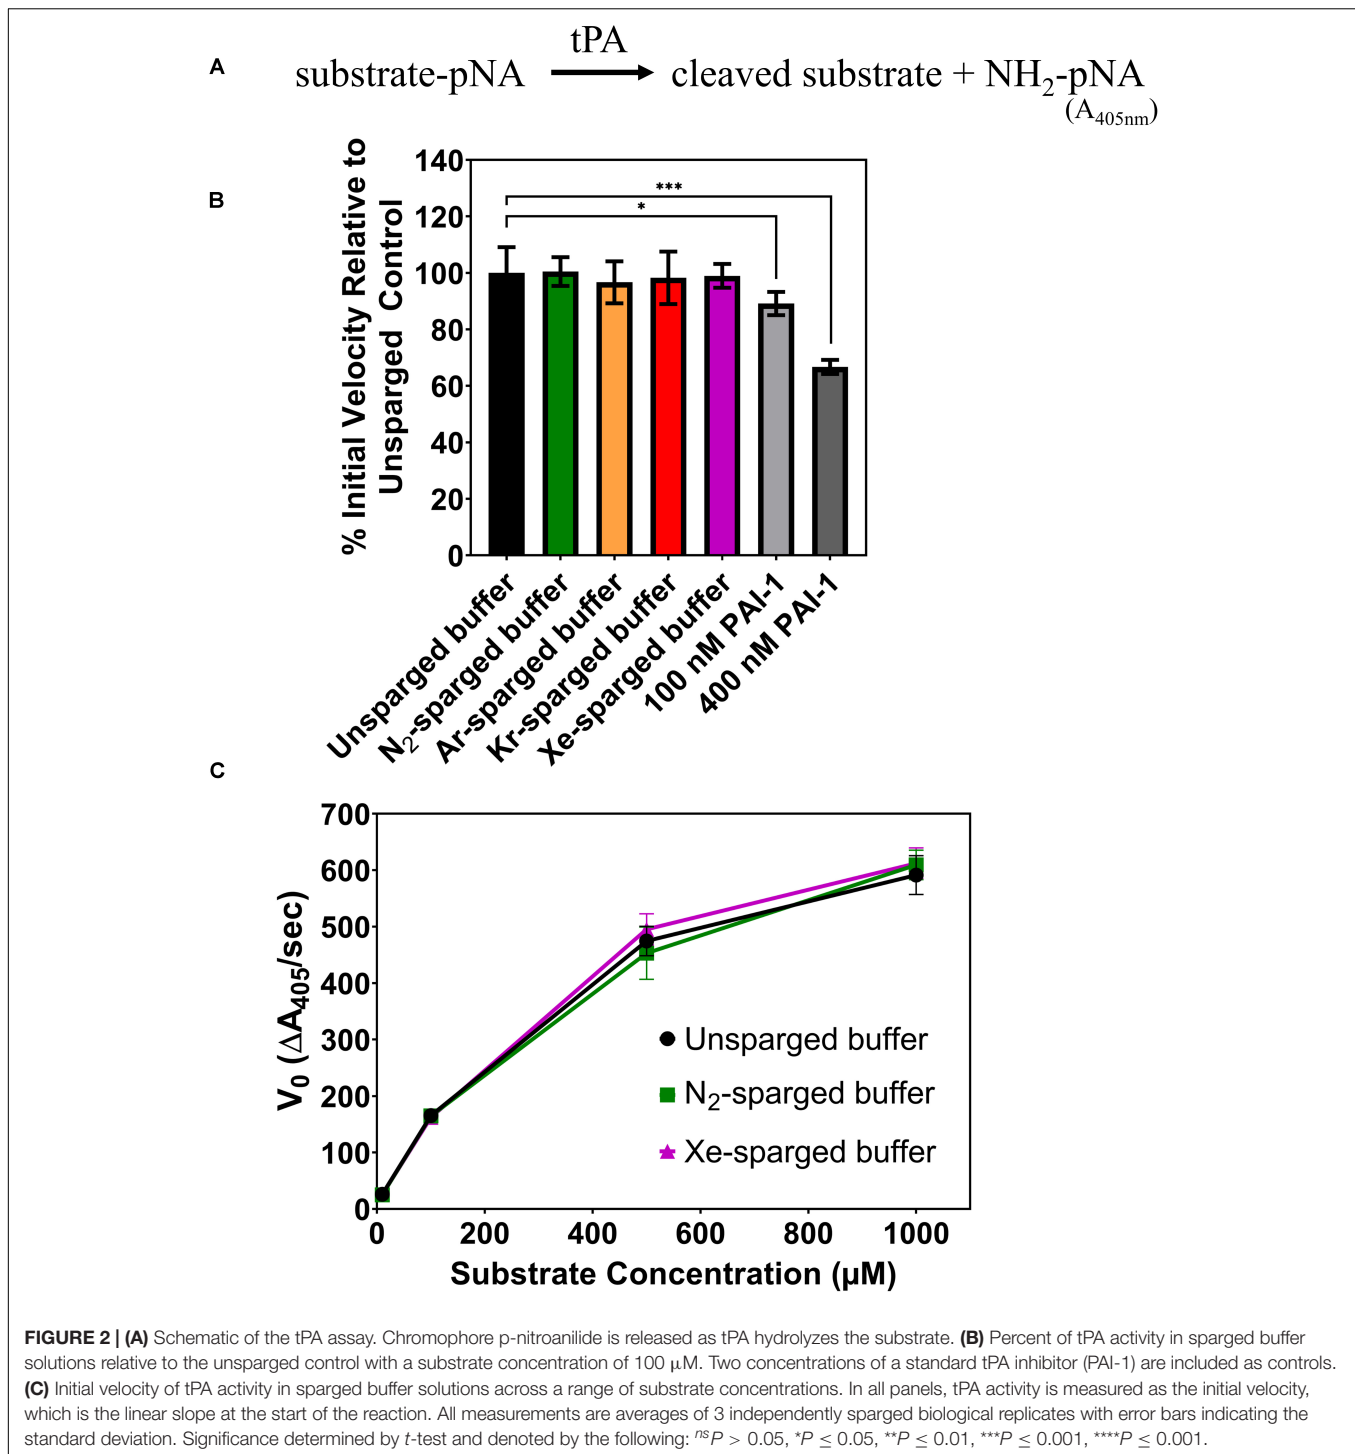 A
substrate-pNA tPA cleaved substrate + NH2-pNA
(A405nm)
B
% Initial Velocity Relative to
Unsparged Control
140
120
100
80
60
40
20
0
***
*
Unsparged buffer
N2-sparged buffer
Ar-sparged buffer
Kr-sparged buffer
Xe-sparged buffer
100 nM PAI-1
400 nM PAI-1
C
V0 (ΔA405/sec)
700
600
500
400
300
200
100
0
Unsparged buffer
N2-sparged buffer
Xe-sparged buffer
0 200 400 600 800 1000
Substrate Concentration (µM)
FIGURE 2 | (A) Schematic of the tPA assay. Chromophore p-nitroanilide is released as tPA hydrolyzes the substrate. (B) Percent of tPA activity in sparged buffer
solutions relative to the unsparged control with a substrate concentration of 100 µM. Two concentrations of a standard tPA inhibitor (PAI-1) are included as controls.
(C) Initial velocity of tPA activity in sparged buffer solutions across a range of substrate concentrations. In all panels, tPA activity is measured as the initial velocity,
which is the linear slope at the start of the reaction. All measurements are averages of 3 independently sparged biological replicates with error bars indicating the
standard deviation. Significance determined by t-test and denoted by the following: nsP > 0.05, *P ≤ 0.05, **P ≤ 0.01, ***P ≤ 0.001, ****P ≤ 0.001.